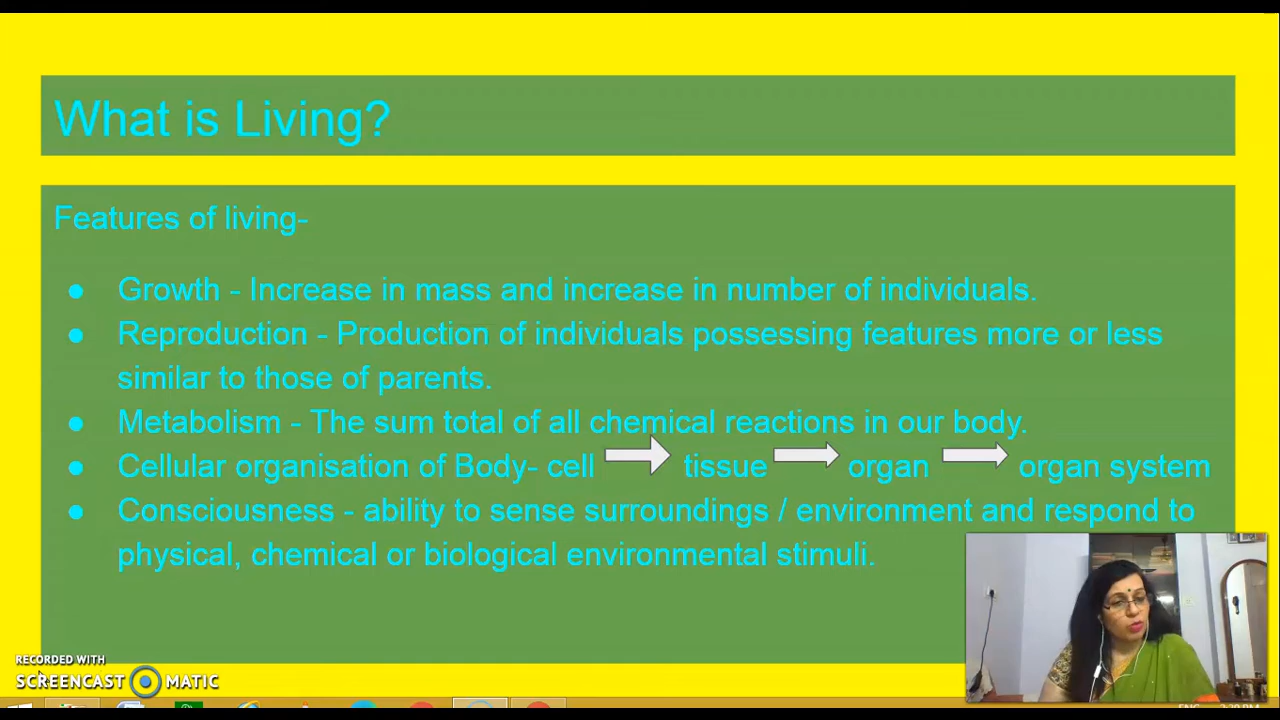 What is Living?
Features of living-
● Growth - Increase in mass and increase in number of individuals.
● Reproduction - Production of individuals possessing features more or less
similar to those of parents.
● Metabolism - The sum total of all chemical reactions in our body.
● Cellular organisation of Body- cell tissue organ organ system
● Consciousness - ability to sense surroundings / environment and respond to
physical, chemical or biological environmental stimuli.
RECORDED WITH
SCREENCAST MATIC